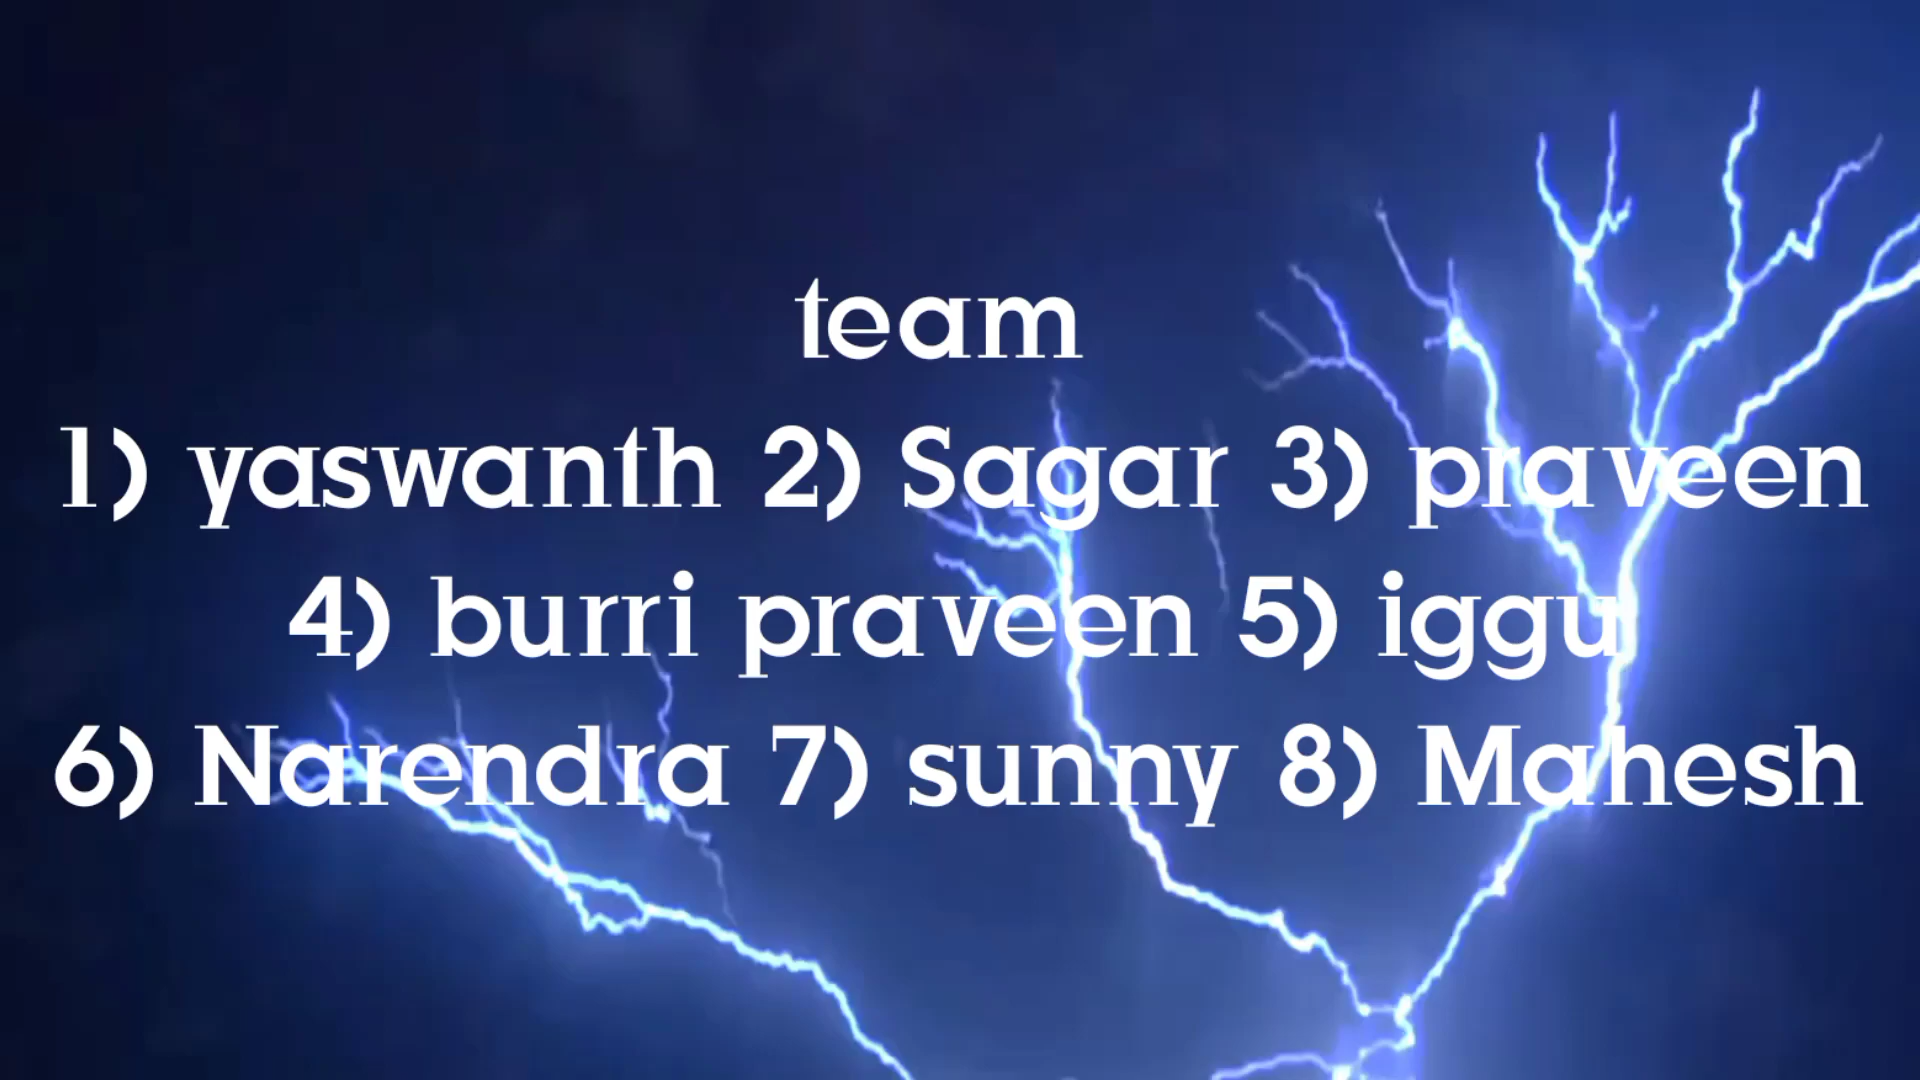 team
1) yaswanth 2) Sagar 3) praveen
4) burri praveen 5) iggu
6) Narendra 7) sunny 8) Mahesh